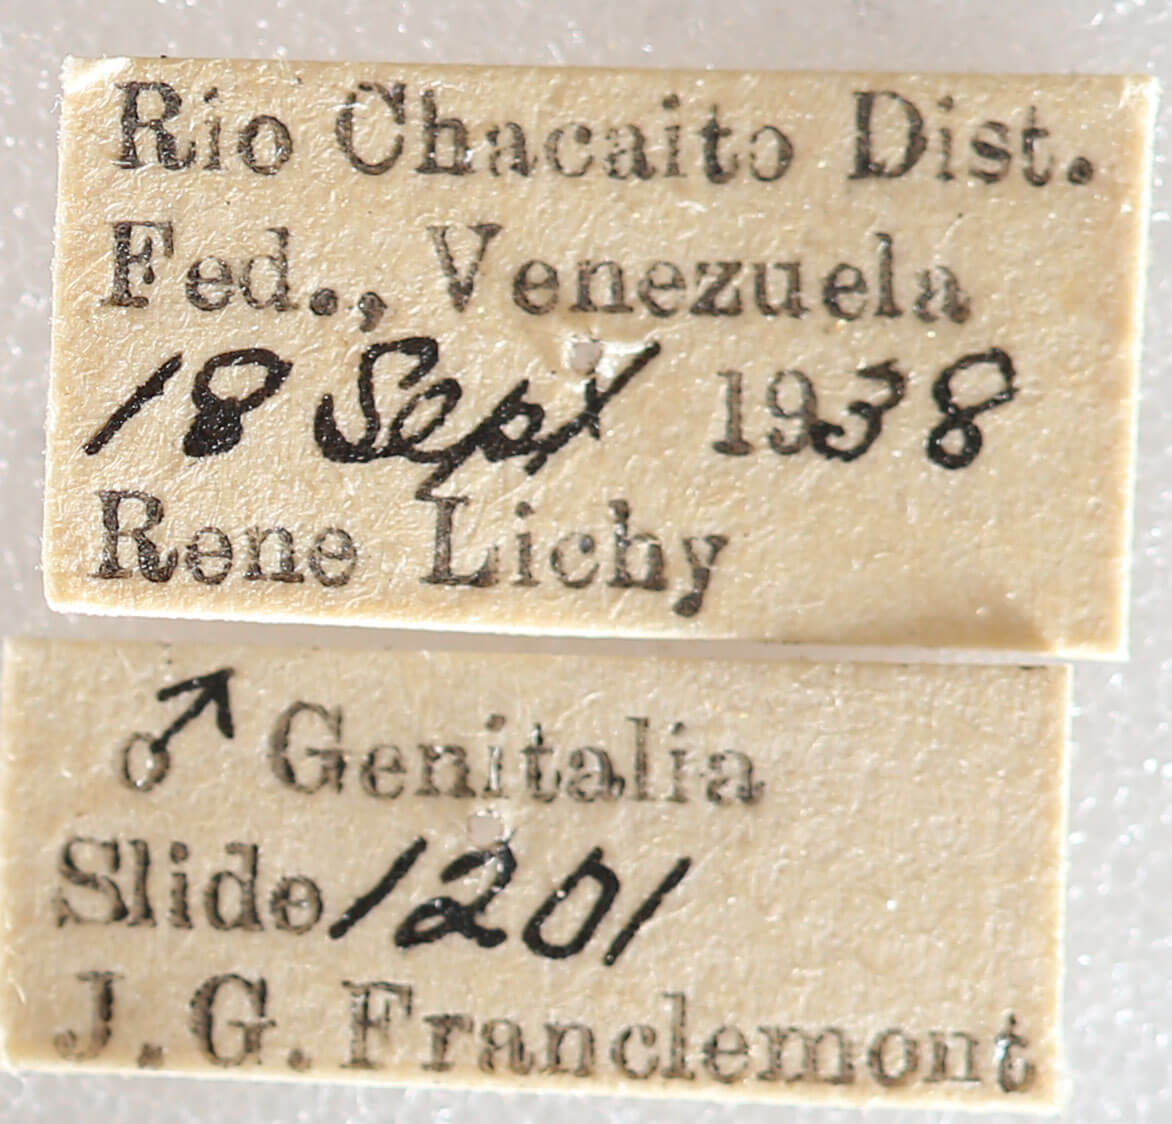 Rio Chacaito Dist.
Fed., Venezuela
18 Sept 1938
Rene Lichy
♂ Genitalia
Slide 1201
J. G. Franclemont